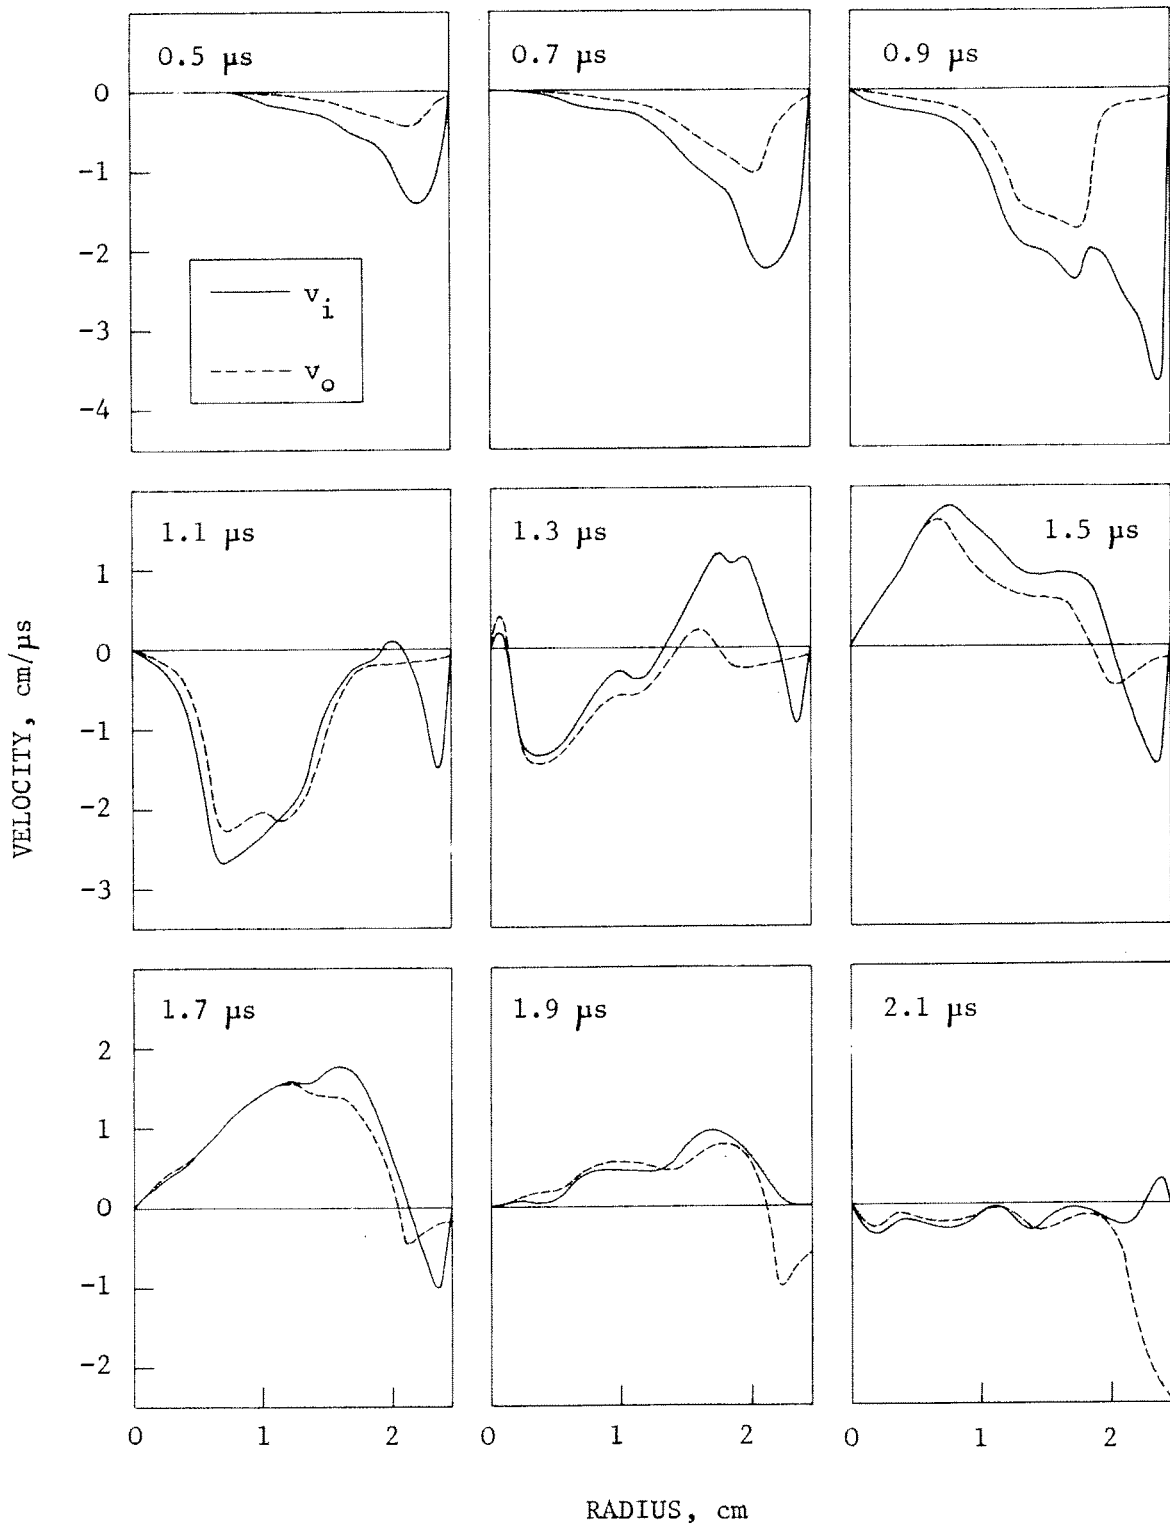 0.5 µs
0.7 µs
0.9 µs
0
-1
-2
-3
-4
v_i
v_o
1.1 µs
1.3 µs
1.5 µs
1
0
-1
-2
-3
VELOCITY, cm/µs
1.7 µs
1.9 µs
2.1 µs
2
1
0
-1
-2
0 1 2
0 1 2
0 1 2
RADIUS, cm